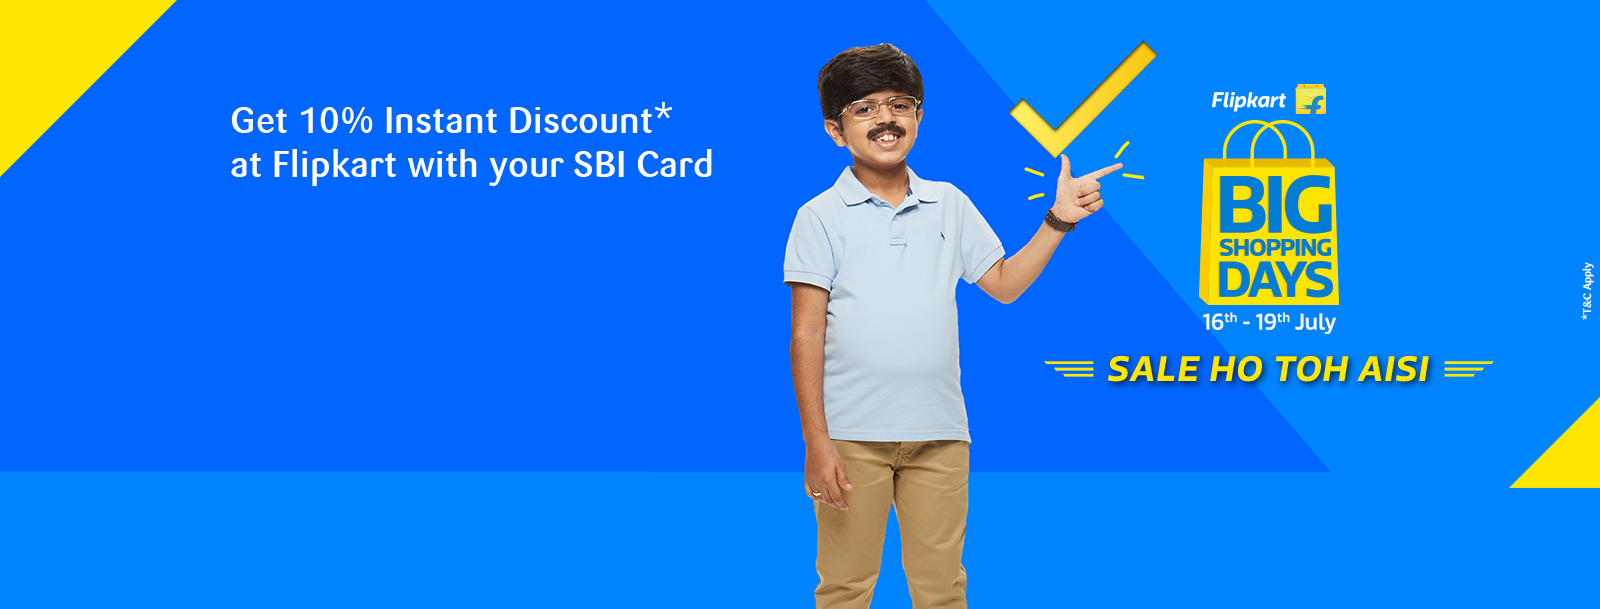 Get 10% Instant Discount*
at Flipkart with your SBI Card
Flipkart
BIG
SHOPPING
DAYS
16th - 19th July
SALE HO TOH AISI
*T&C Apply